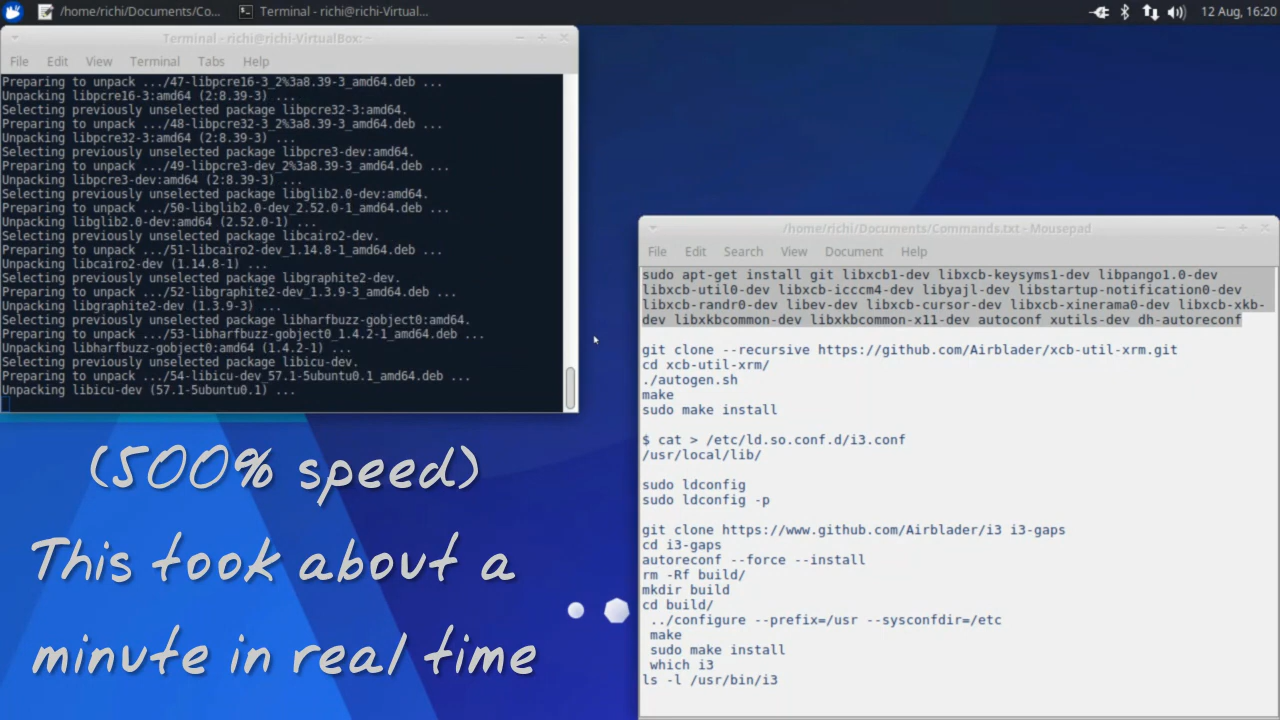 /home/richi/Documents/Co...
Terminal - richi@richi-Virtual...
12 Aug, 16:20
Terminal - richi@richi-VirtualBox:~
File Edit View Terminal Tabs Help
Preparing to unpack .../47-libpcre16-3_2%3a8.39-3_amd64.deb ...
Unpacking libpcre16-3:amd64 (2:8.39-3) ...
Selecting previously unselected package libpcre32-3:amd64.
Preparing to unpack .../48-libpcre32-3_2%3a8.39-3_amd64.deb ...
Unpacking libpcre32-3:amd64 (2:8.39-3) ...
Selecting previously unselected package libpcre3-dev:amd64.
Preparing to unpack .../49-libpcre3-dev_2%3a8.39-3_amd64.deb ...
Unpacking libpcre3-dev:amd64 (2:8.39-3) ...
Selecting previously unselected package libglib2.0-dev:amd64.
Preparing to unpack .../50-libglib2.0-dev_2.52.0-1_amd64.deb ...
Unpacking libglib2.0-dev:amd64 (2.52.0-1) ...
Selecting previously unselected package libcairo2-dev.
Preparing to unpack .../51-libcairo2-dev_1.14.8-1_amd64.deb ...
Unpacking libcairo2-dev (1.14.8-1) ...
Selecting previously unselected package libgraphite2-dev.
Preparing to unpack .../52-libgraphite2-dev_1.3.9-3_amd64.deb ...
Unpacking libgraphite2-dev (1.3.9-3) ...
Selecting previously unselected package libharfbuzz-gobject0:amd64.
Preparing to unpack .../53-libharfbuzz-gobject0_1.4.2-1_amd64.deb ...
Unpacking libharfbuzz-gobject0:amd64 (1.4.2-1) ...
Selecting previously unselected package libicu-dev.
Preparing to unpack .../54-libicu-dev_57.1-5ubuntu0.1_amd64.deb ...
Unpacking libicu-dev (57.1-5ubuntu0.1) ...
(500% speed)
This took about a
minute in real time
/home/richi/Documents/Commands.txt - Mousepad
File Edit Search View Document Help
sudo apt-get install git libxcb1-dev libxcb-keysyms1-dev libpango1.0-dev
libxcb-util0-dev libxcb-icccm4-dev libyajl-dev libstartup-notification0-dev
libxcb-randr0-dev libev-dev libxcb-cursor-dev libxcb-xinerama0-dev libxcb-xkb-
dev libxkbcommon-dev libxkbcommon-x11-dev autoconf xutils-dev dh-autoreconf
git clone --recursive https://github.com/Airblader/xcb-util-xrm.git
cd xcb-util-xrm/
./autogen.sh
make
sudo make install
$ cat > /etc/ld.so.conf.d/i3.conf
/usr/local/lib/
sudo ldconfig
sudo ldconfig -p
git clone https://www.github.com/Airblader/i3 i3-gaps
cd i3-gaps
autoreconf --force --install
rm -Rf build/
mkdir build
cd build/
../configure --prefix=/usr --sysconfdir=/etc
make
sudo make install
which i3
ls -l /usr/bin/i3